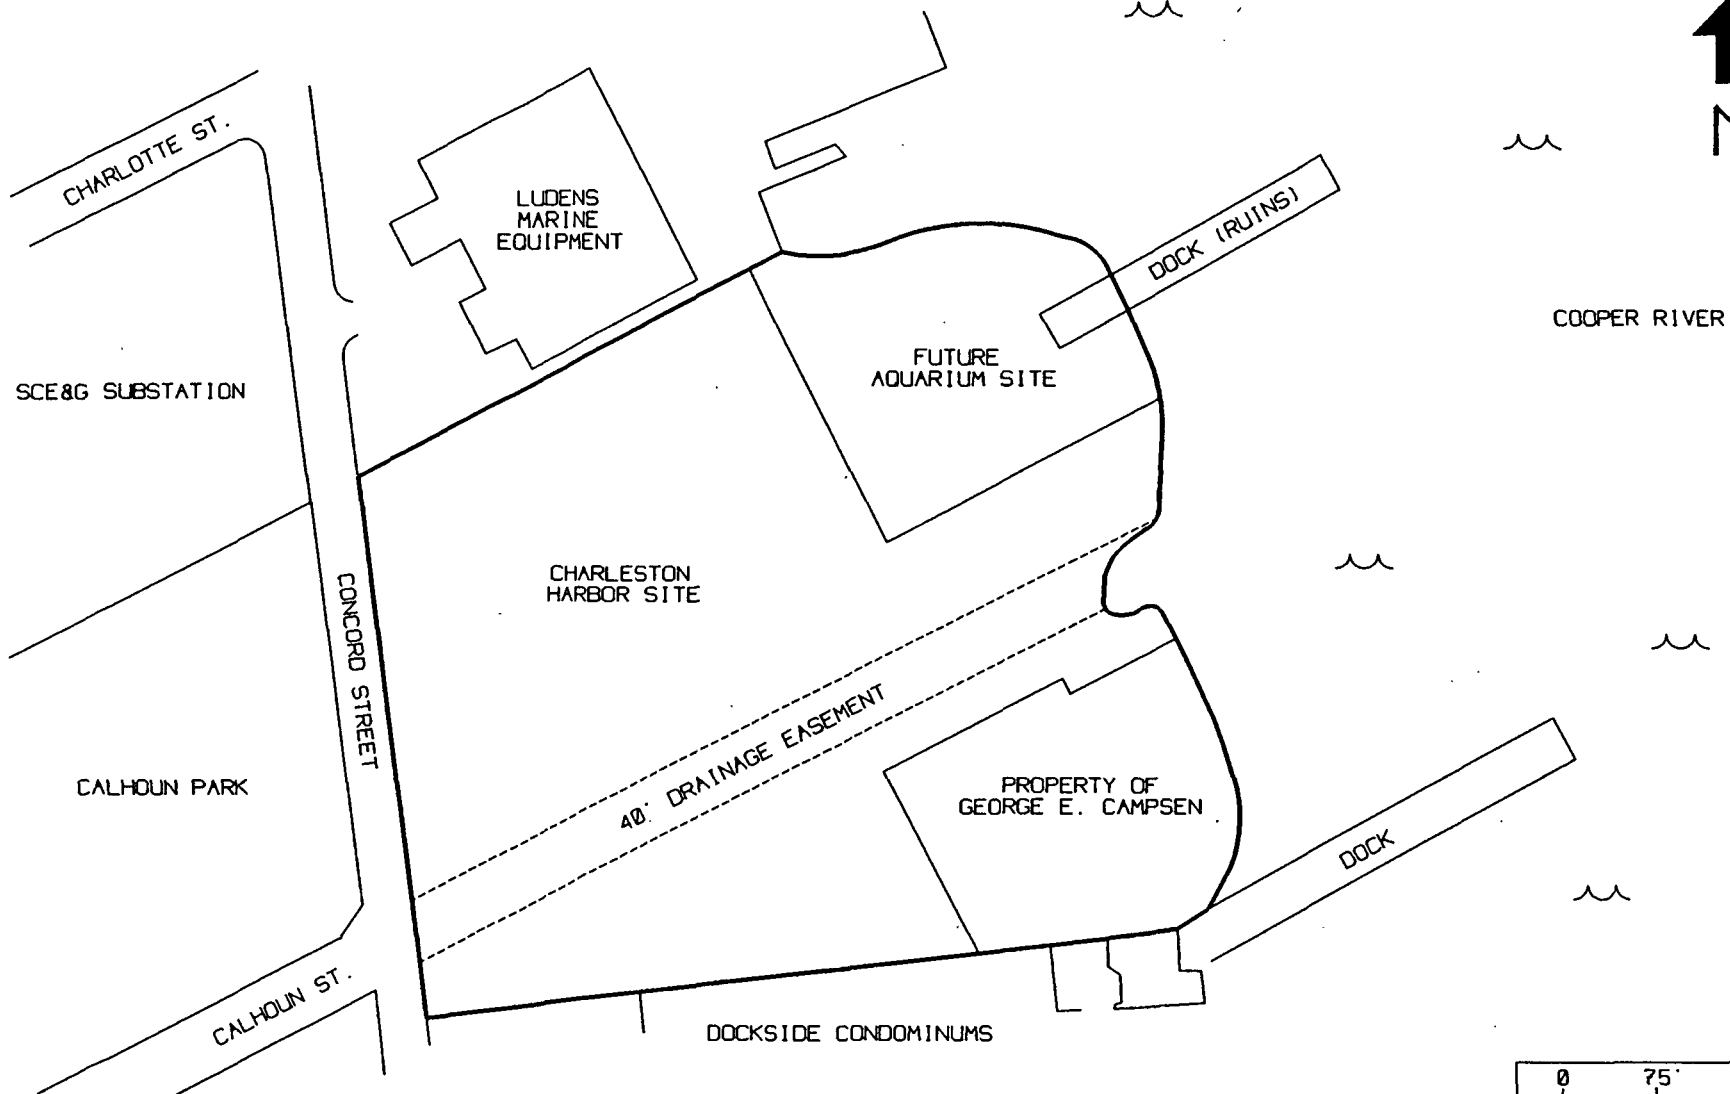 CHARLOTTE ST.
LUDENS
MARINE
EQUIPMENT
DOCK (RUINS)
COOPER RIVER
FUTURE
AQUARIUM SITE
SCE&G SUBSTATION
CHARLESTON
HARBOR SITE
CONCORD STREET
40' DRAINAGE EASEMENT
CALHOUN PARK
PROPERTY OF
GEORGE E. CAMPSEN
DOCK
CALHOUN ST.
DOCKSIDE CONDOMINUMS
0 75'